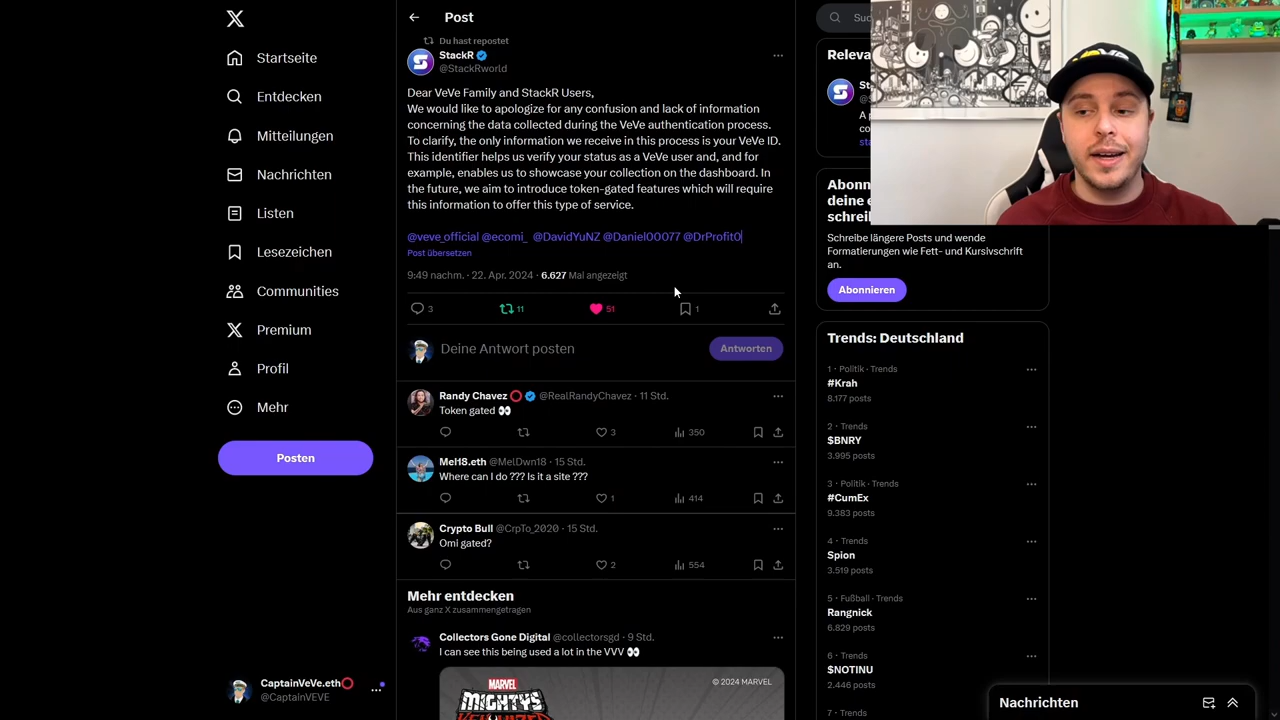 Startseite
Entdecken
Mitteilungen
Nachrichten
Listen
Lesezeichen
Communities
Premium
Profil
Mehr
Posten
CaptainVeVe.eth⭕
@CaptainVEVE
Post
Du hast repostet
StackR
@StackRworld
Dear VeVe Family and StackR Users,
We would like to apologize for any confusion and lack of information
concerning the data collected during the VeVe authentication process.
To clarify, the only information we receive in this process is your VeVe ID.
This identifier helps us verify your status as a VeVe user and, and for
example, enables us to showcase your collection on the dashboard. In
the future, we aim to introduce token-gated features which will require
this information to offer this type of service.
@veve_official @ecomi_ @DavidYuNZ @Daniel00077 @DrProfit0
Post übersetzen
9:49 nachm. · 22. Apr. 2024 · 6.627 Mal angezeigt
3 11 51 1
Deine Antwort posten
Antworten
Randy Chavez ⭕ @RealRandyChavez · 11 Std.
Token gated 👀
3 350
Mel18.eth @MelDwn18 · 15 Std.
Where can I do ??? Is it a site ???
1 414
Crypto Bull @CrpTo_2020 · 15 Std.
Omi gated?
2 554
Mehr entdecken
Aus ganz X zusammengetragen
Collectors Gone Digital @collectorsgd · 9 Std.
I can see this being used a lot in the VVV 👀
© 2024 MARVEL
MARVEL
MIGHTYS
Suc
Releva
St
@S
A p
co
sta
Abonn
deine e
schrei
Schreibe längere Posts und wende
Formatierungen wie Fett- und Kursivschrift
an.
Abonnieren
Trends: Deutschland
1 · Politik · Trends
#Krah
8.177 posts
2 · Trends
$BNRY
3.995 posts
3 · Politik · Trends
#CumEx
9.383 posts
4 · Trends
Spion
3.519 posts
5 · Fußball · Trends
Rangnick
6.829 posts
6 · Trends
$NOTINU
2.446 posts
7 · Trends
Nachrichten